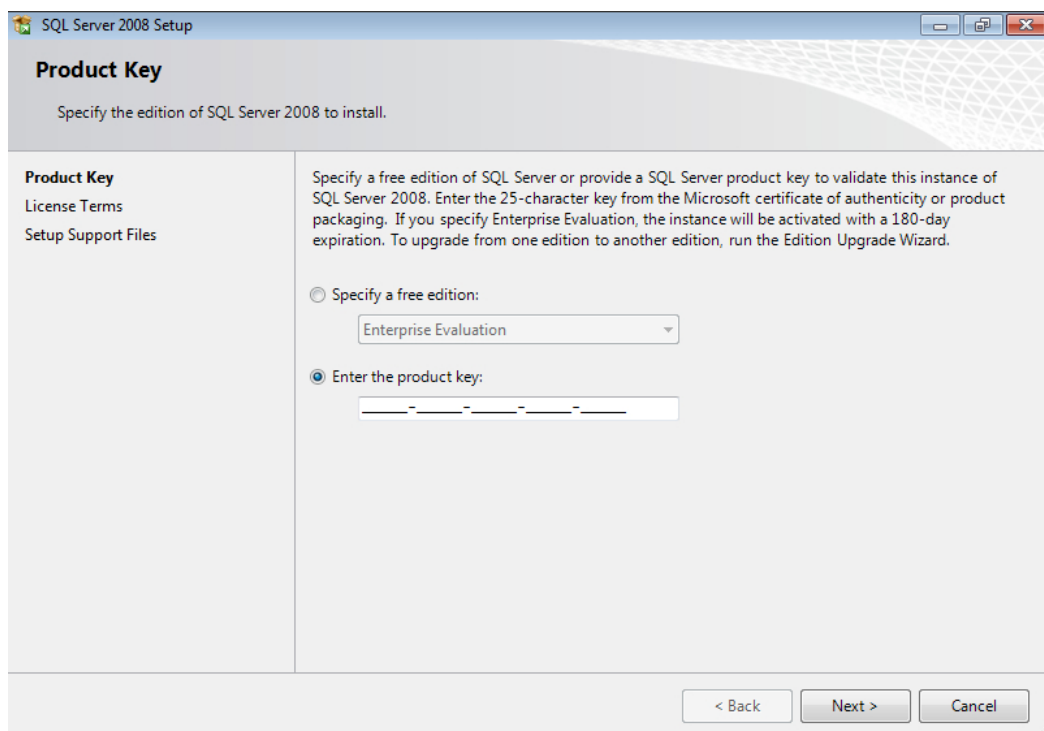 SQL Server 2008 Setup
Product Key
Specify the edition of SQL Server 2008 to install.
Product Key
License Terms
Setup Support Files
Specify a free edition of SQL Server or provide a SQL Server product key to validate this instance of
SQL Server 2008. Enter the 25-character key from the Microsoft certificate of authenticity or product
packaging. If you specify Enterprise Evaluation, the instance will be activated with a 180-day
expiration. To upgrade from one edition to another edition, run the Edition Upgrade Wizard.
Specify a free edition:
Enterprise Evaluation
Enter the product key:
_____-_____-_____-_____-_____
< Back
Next >
Cancel